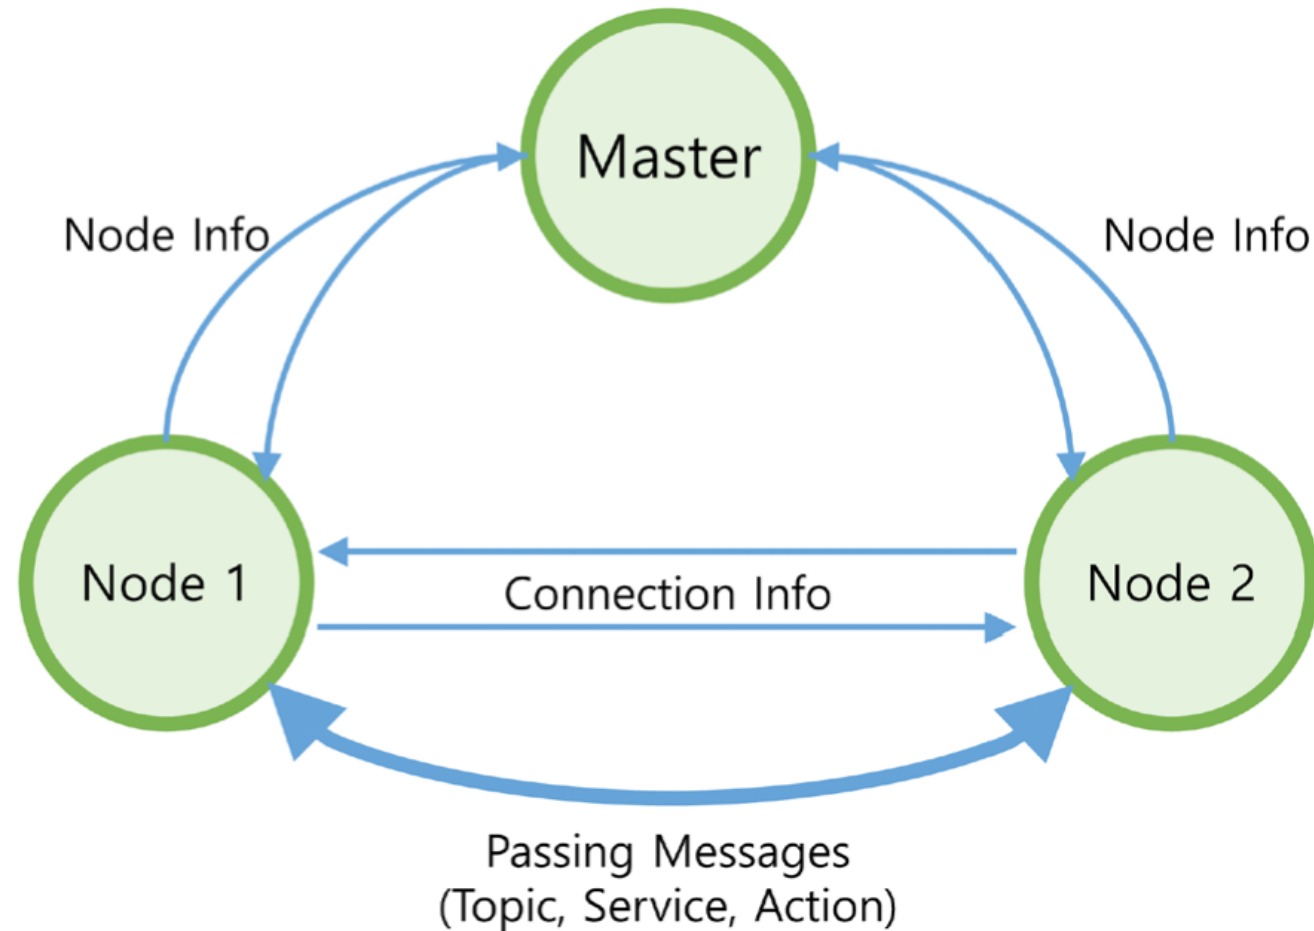 Master
Node Info
Node Info
Node 1
Connection Info
Node 2
Passing Messages
(Topic, Service, Action)